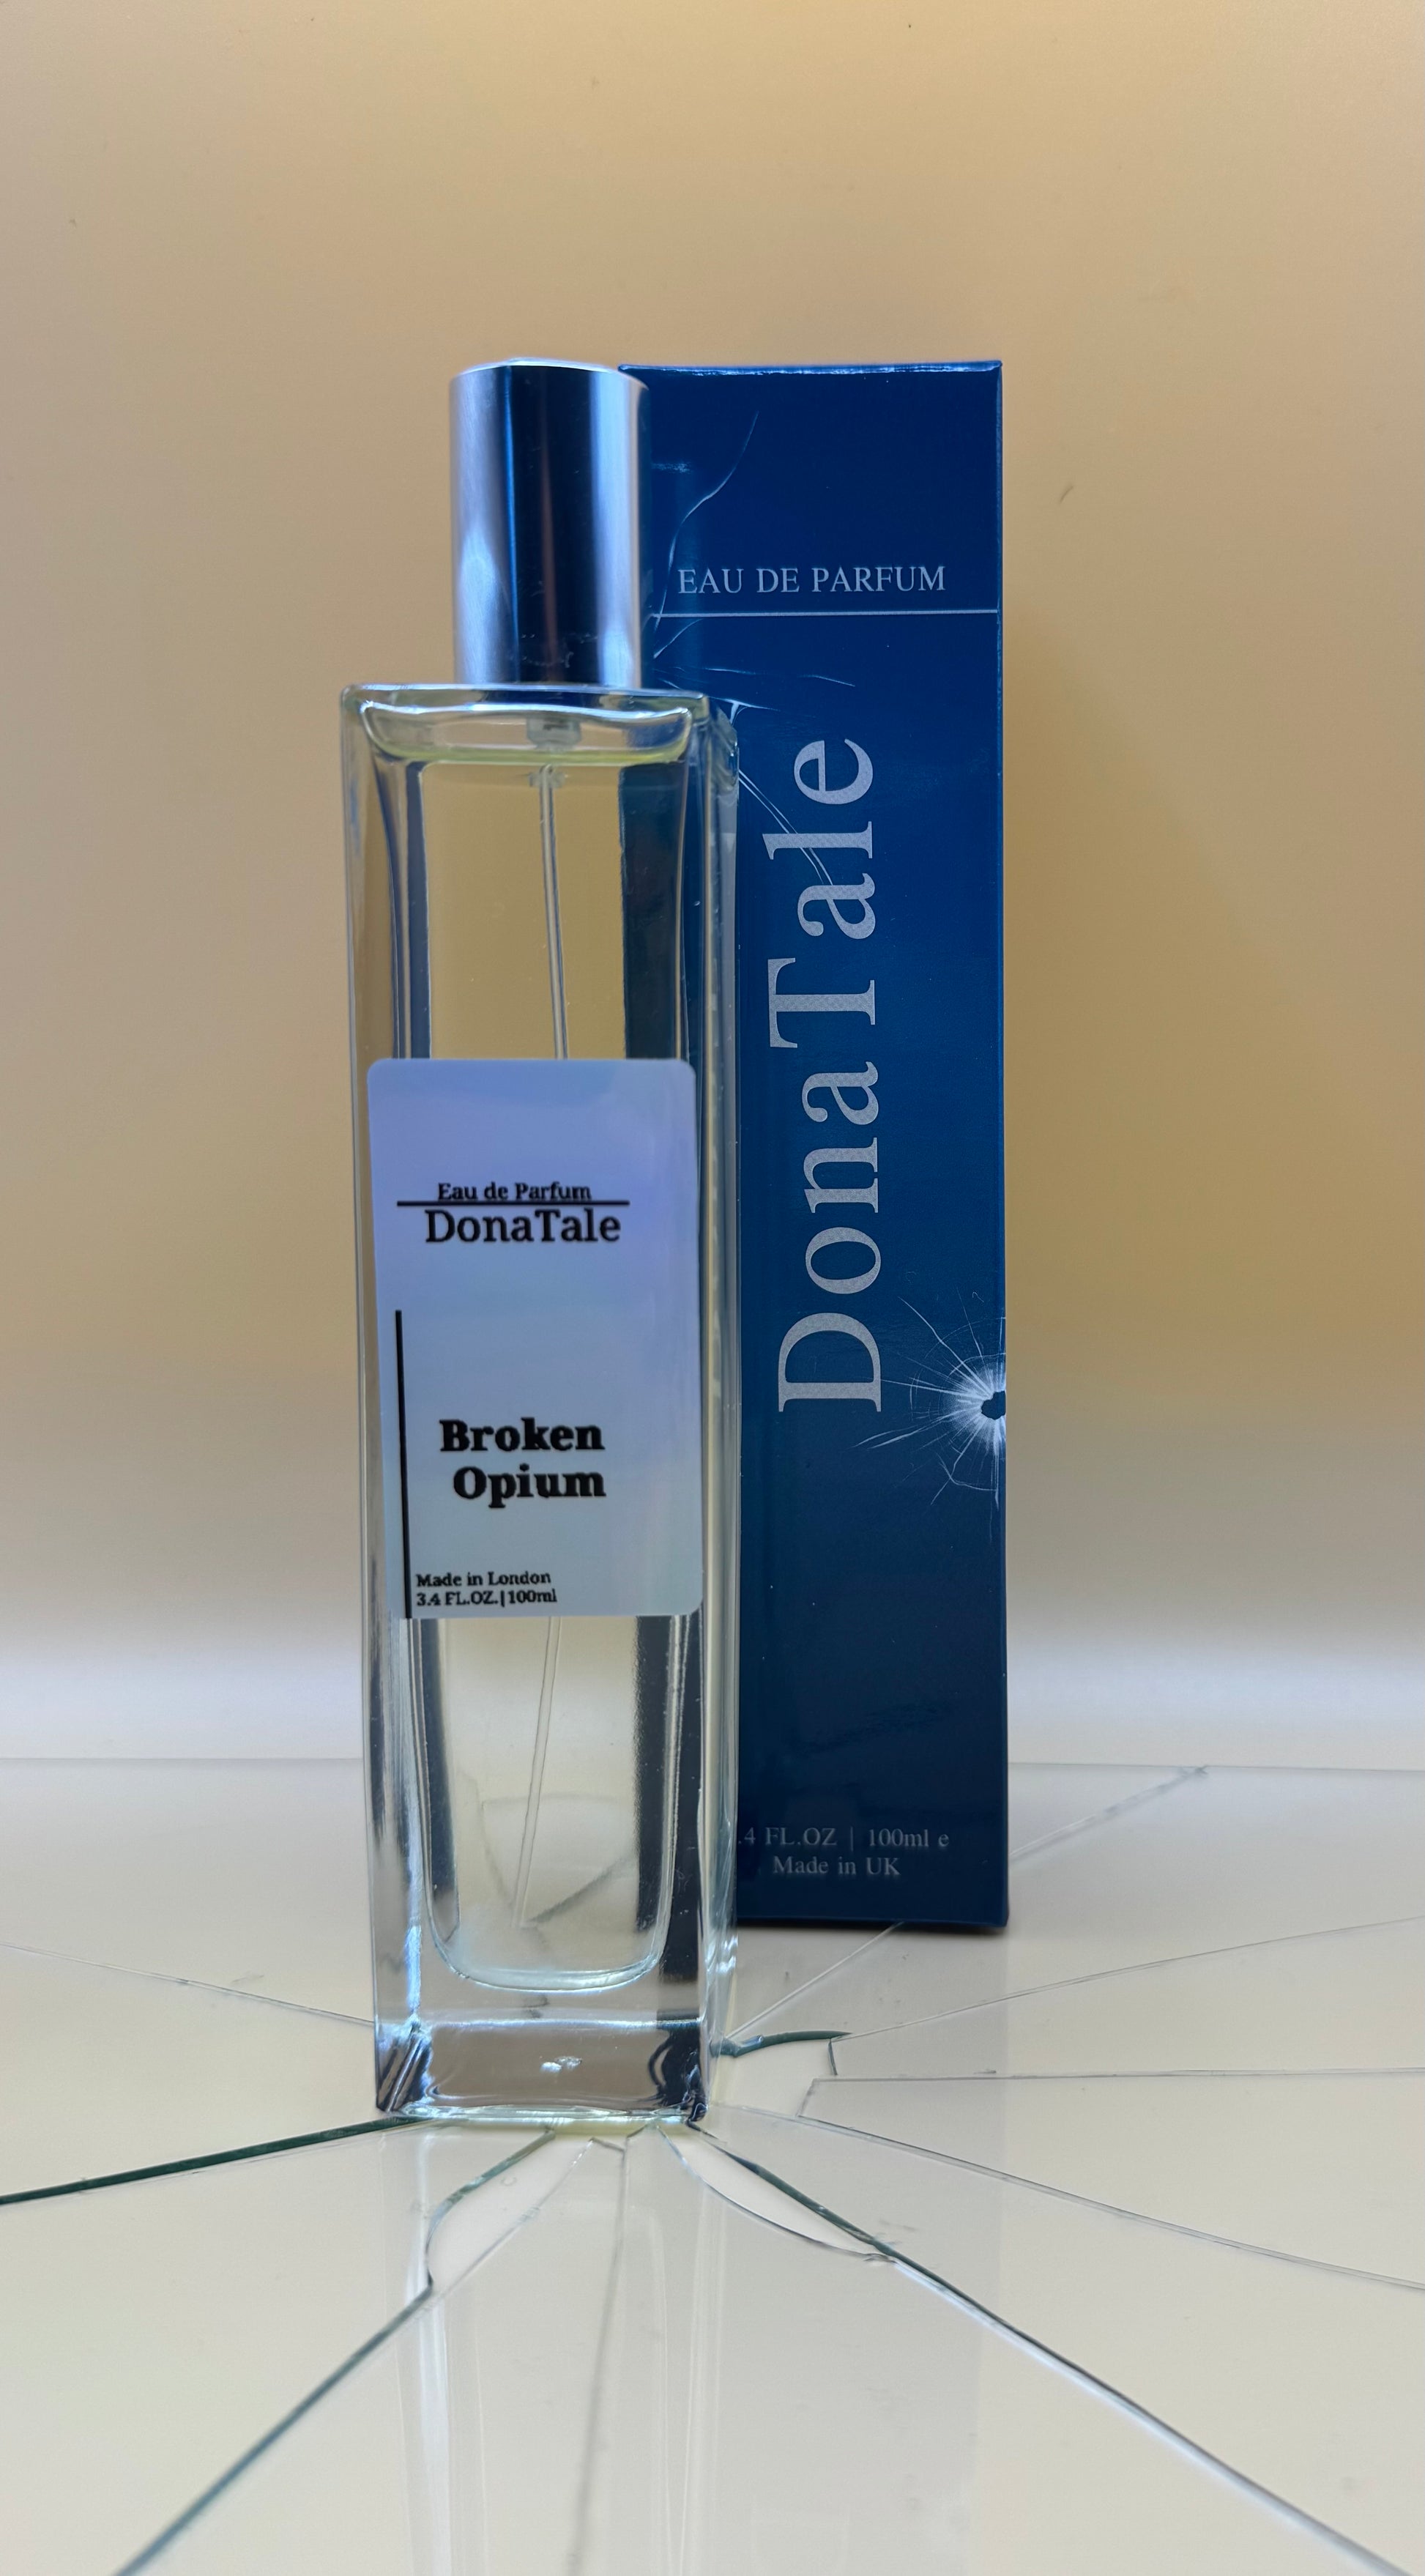 Eau de Parfum
DonaTale
Broken
Opium
Made in London
3.4 FL.OZ.|100ml
EAU DE PARFUM
DonaTale
.4 FL.OZ | 100ml e
Made in UK